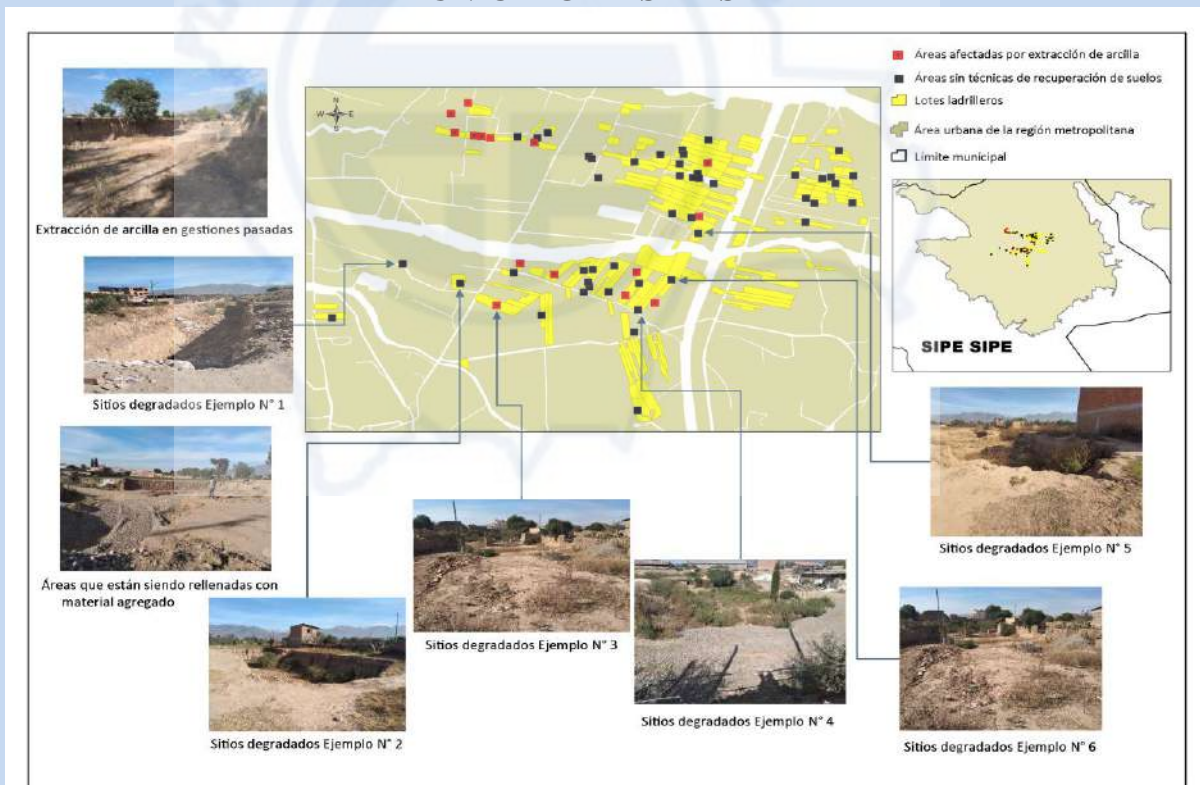 Áreas afectadas por extracción de arcilla
Áreas sin técnicas de recuperación de suelos
Lotes ladrilleros
Área urbana de la región metropolitana
Límite municipal
N
W
E
S
Extracción de arcilla en gestiones pasadas
SIPE SIPE
Sitios degradados Ejemplo N° 1
Sitios degradados Ejemplo N° 5
Áreas que están siendo rellenadas con
material agregado
Sitios degradados Ejemplo N° 3
Sitios degradados Ejemplo N° 4
Sitios degradados Ejemplo N° 2
Sitios degradados Ejemplo N° 6